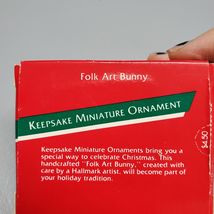 Folk Art Bunny
KEEPSAKE MINIATURE ORNAMENT
$4.50
Keepsake Miniature Ornaments bring you a
special way to celebrate Christmas. This
handcrafted "Folk Art Bunny," created with
care by a Hallmark artist. will become part of
your holiday tradition.